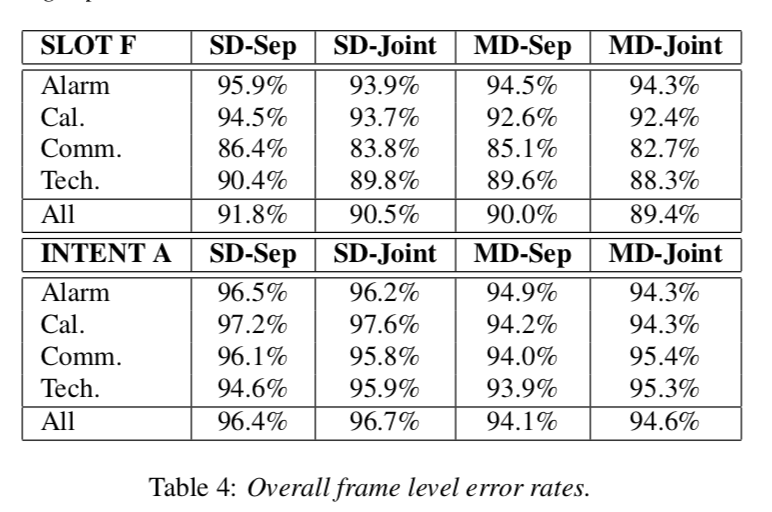 SLOT F SD-Sep SD-Joint MD-Sep MD-Joint
Alarm 95.9% 93.9% 94.5% 94.3%
Cal. 94.5% 93.7% 92.6% 92.4%
Comm. 86.4% 83.8% 85.1% 82.7%
Tech. 90.4% 89.8% 89.6% 88.3%
All 91.8% 90.5% 90.0% 89.4%
INTENT A SD-Sep SD-Joint MD-Sep MD-Joint
Alarm 96.5% 96.2% 94.9% 94.3%
Cal. 97.2% 97.6% 94.2% 94.3%
Comm. 96.1% 95.8% 94.0% 95.4%
Tech. 94.6% 95.9% 93.9% 95.3%
All 96.4% 96.7% 94.1% 94.6%
Table 4: Overall frame level error rates.